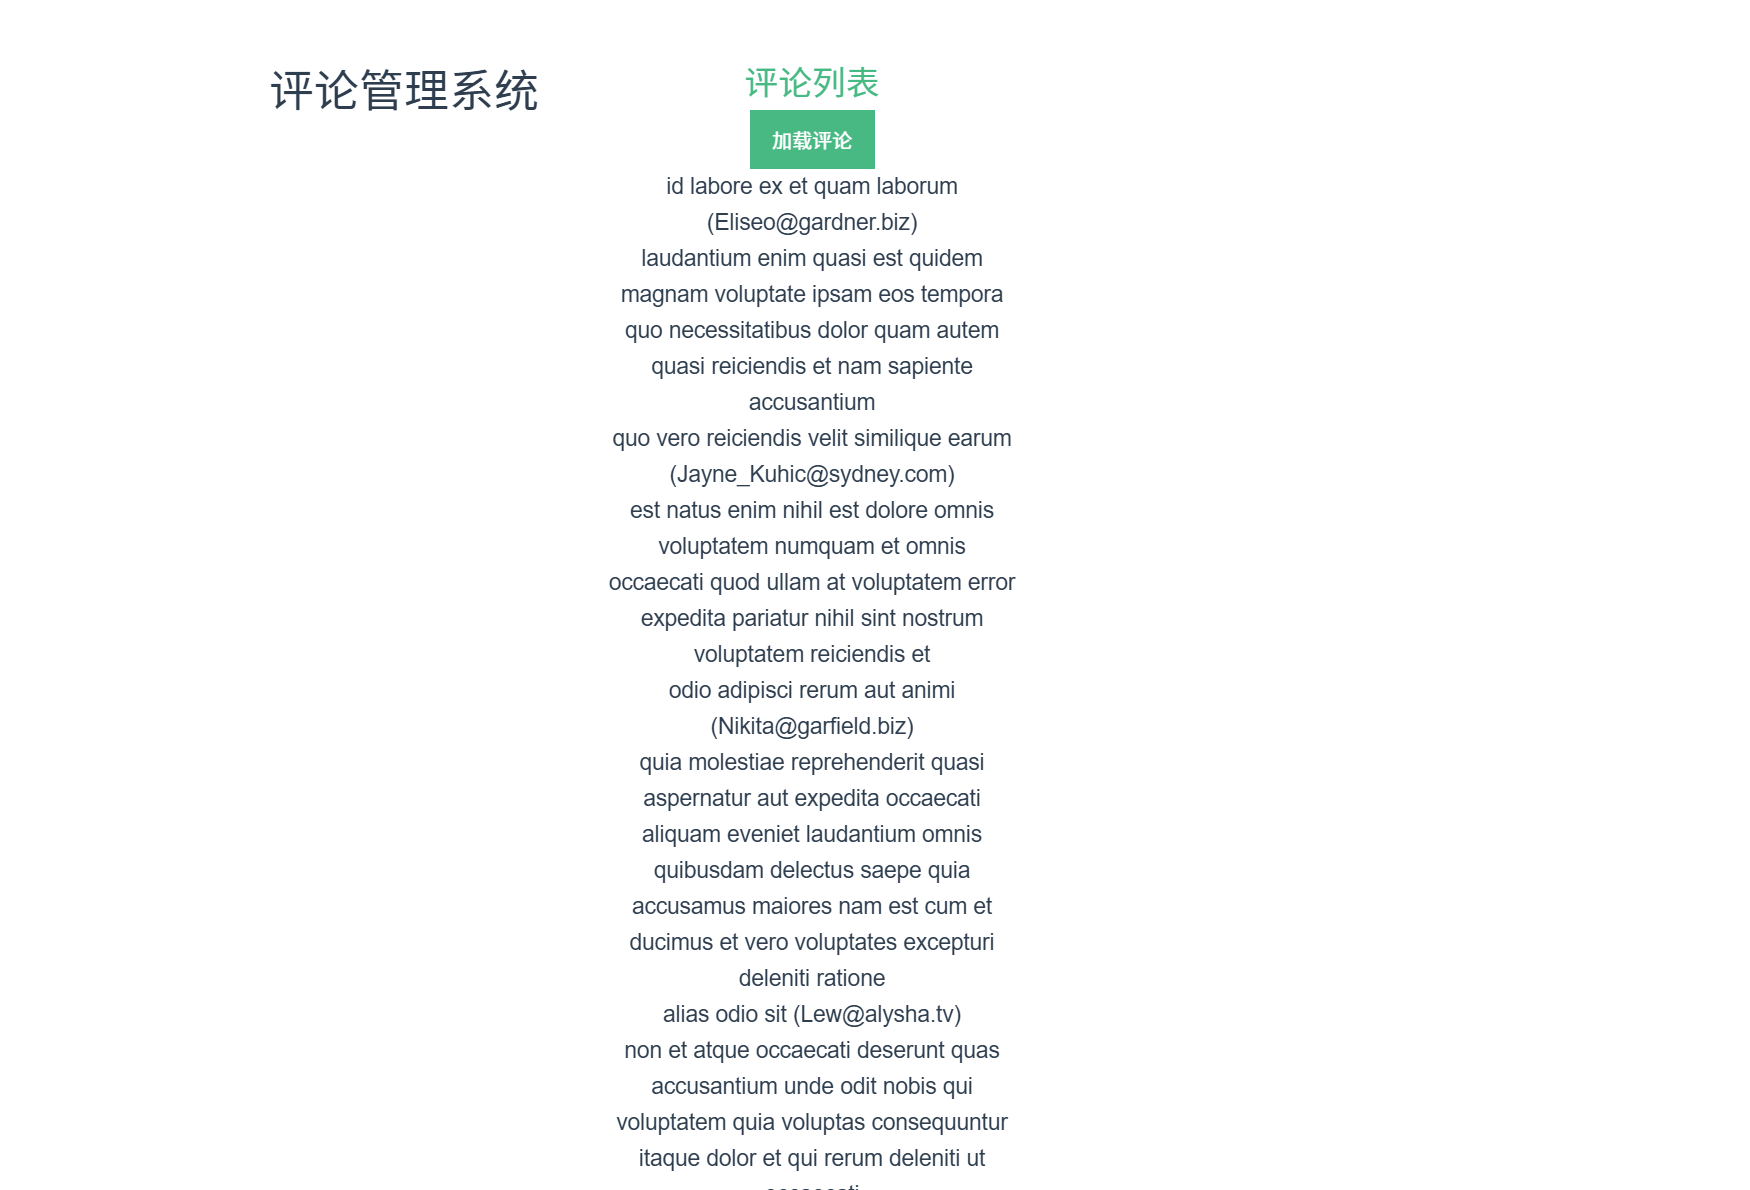 评论管理系统
评论列表
加载评论
id labore ex et quam laborum
(Eliseo@gardner.biz)
laudantium enim quasi est quidem
magnam voluptate ipsam eos tempora
quo necessitatibus dolor quam autem
quasi reiciendis et nam sapiente
accusantium
quo vero reiciendis velit similique earum
(Jayne_Kuhic@sydney.com)
est natus enim nihil est dolore omnis
voluptatem numquam et omnis
occaecati quod ullam at voluptatem error
expedita pariatur nihil sint nostrum
voluptatem reiciendis et
odio adipisci rerum aut animi
(Nikita@garfield.biz)
quia molestiae reprehenderit quasi
aspernatur aut expedita occaecati
aliquam eveniet laudantium omnis
quibusdam delectus saepe quia
accusamus maiores nam est cum et
ducimus et vero voluptates excepturi
deleniti ratione
alias odio sit (Lew@alysha.tv)
non et atque occaecati deserunt quas
accusantium unde odit nobis qui
voluptatem quia voluptas consequuntur
itaque dolor et qui rerum deleniti ut